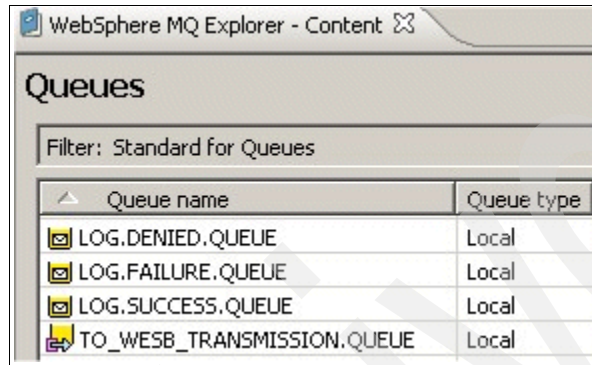 WebSphere MQ Explorer - Content
Queues
Filter: Standard for Queues
Queue name Queue type
LOG.DENIED.QUEUE Local
LOG.FAILURE.QUEUE Local
LOG.SUCCESS.QUEUE Local
TO_WESB_TRANSMISSION.QUEUE Local